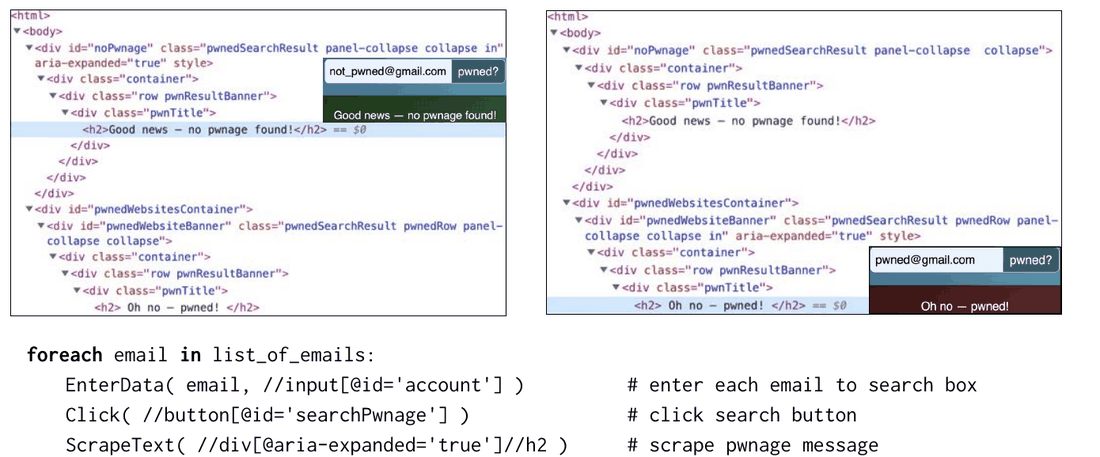 <html>
<body>
<div id="noPwnage" class="pwnedSearchResult panel-collapse collapse in"
aria-expanded="true" style>
<div class="container">
<div class="row pwnResultBanner">
<div class="pwnTitle">
<h2>Good news — no pwnage found!</h2> == $0
</div>
</div>
</div>
</div>
<div id="pwnedWebsitesContainer">
<div id="pwnedWebsiteBanner" class="pwnedSearchResult pwnedRow panel-
collapse collapse">
<div class="container">
<div class="row pwnResultBanner">
<div class="pwnTitle">
<h2> Oh no — pwned! </h2>
not_pwned@gmail.com pwned?
Good news — no pwnage found!
<html>
<body>
<div id="noPwnage" class="pwnedSearchResult panel-collapse collapse">
<div class="container">
<div class="row pwnResultBanner">
<div class="pwnTitle">
<h2>Good news — no pwnage found!</h2>
</div>
</div>
</div>
</div>
<div id="pwnedWebsitesContainer">
<div id="pwnedWebsiteBanner" class="pwnedSearchResult pwnedRow panel-
collapse collapse in" aria-expanded="true" style>
<div class="container">
<div class="row pwnResultBanner">
<div class="pwnTitle">
<h2> Oh no — pwned! </h2> == $0
pwned@gmail.com pwned?
Oh no — pwned!
foreach email in list_of_emails:
EnterData( email, //input[@id='account'] ) # enter each email to search box
Click( //button[@id='searchPwnage'] ) # click search button
ScrapeText( //div[@aria-expanded='true']//h2 ) # scrape pwnage message